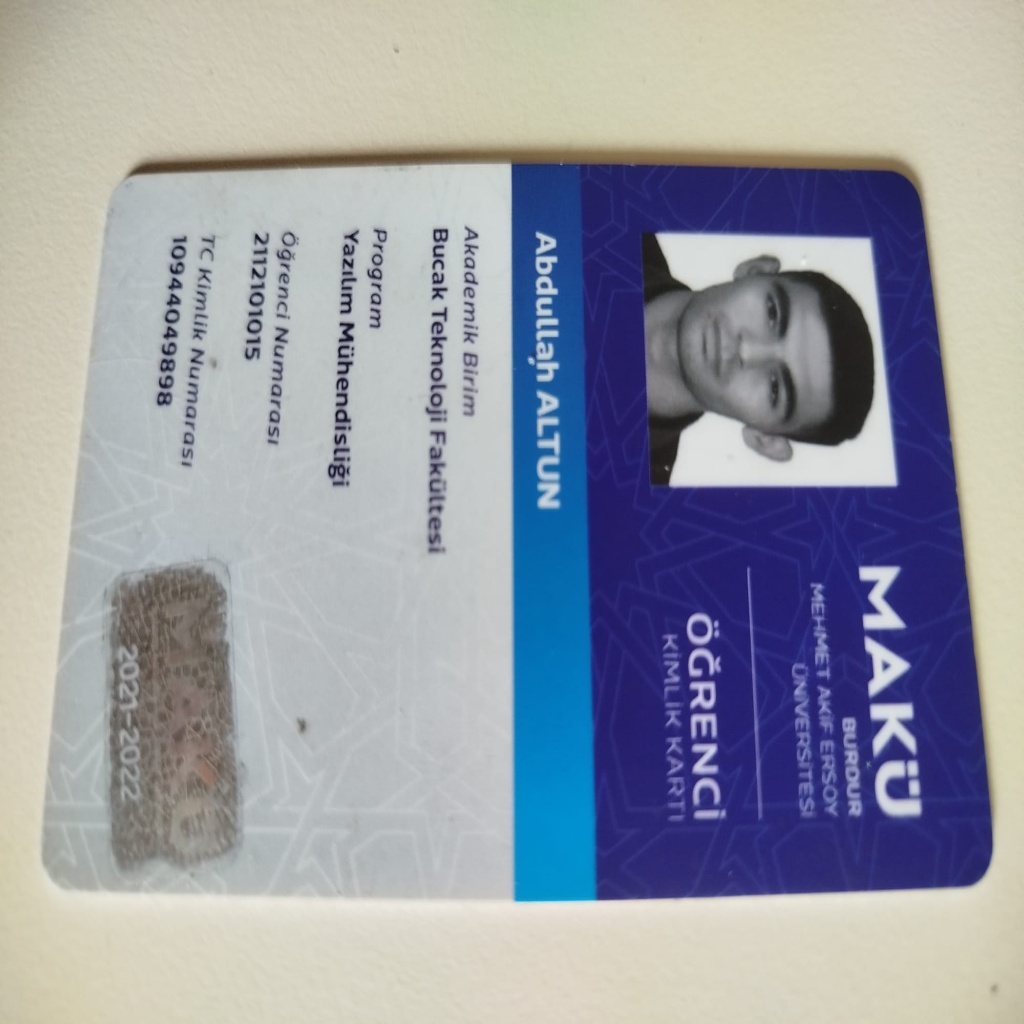 MAKÜ
BURDUR
MEHMET AKİF ERSOY
ÜNİVERSİTESİ
ÖĞRENCİ
KİMLİK KARTI
Abdullah ALTUN
Akademik Birim
Bucak Teknoloji Fakültesi
Program
Yazılım Mühendisliği
Öğrenci Numarası
2112101015
TC Kimlik Numarası
10944049898
MAKÜ
2021-2022